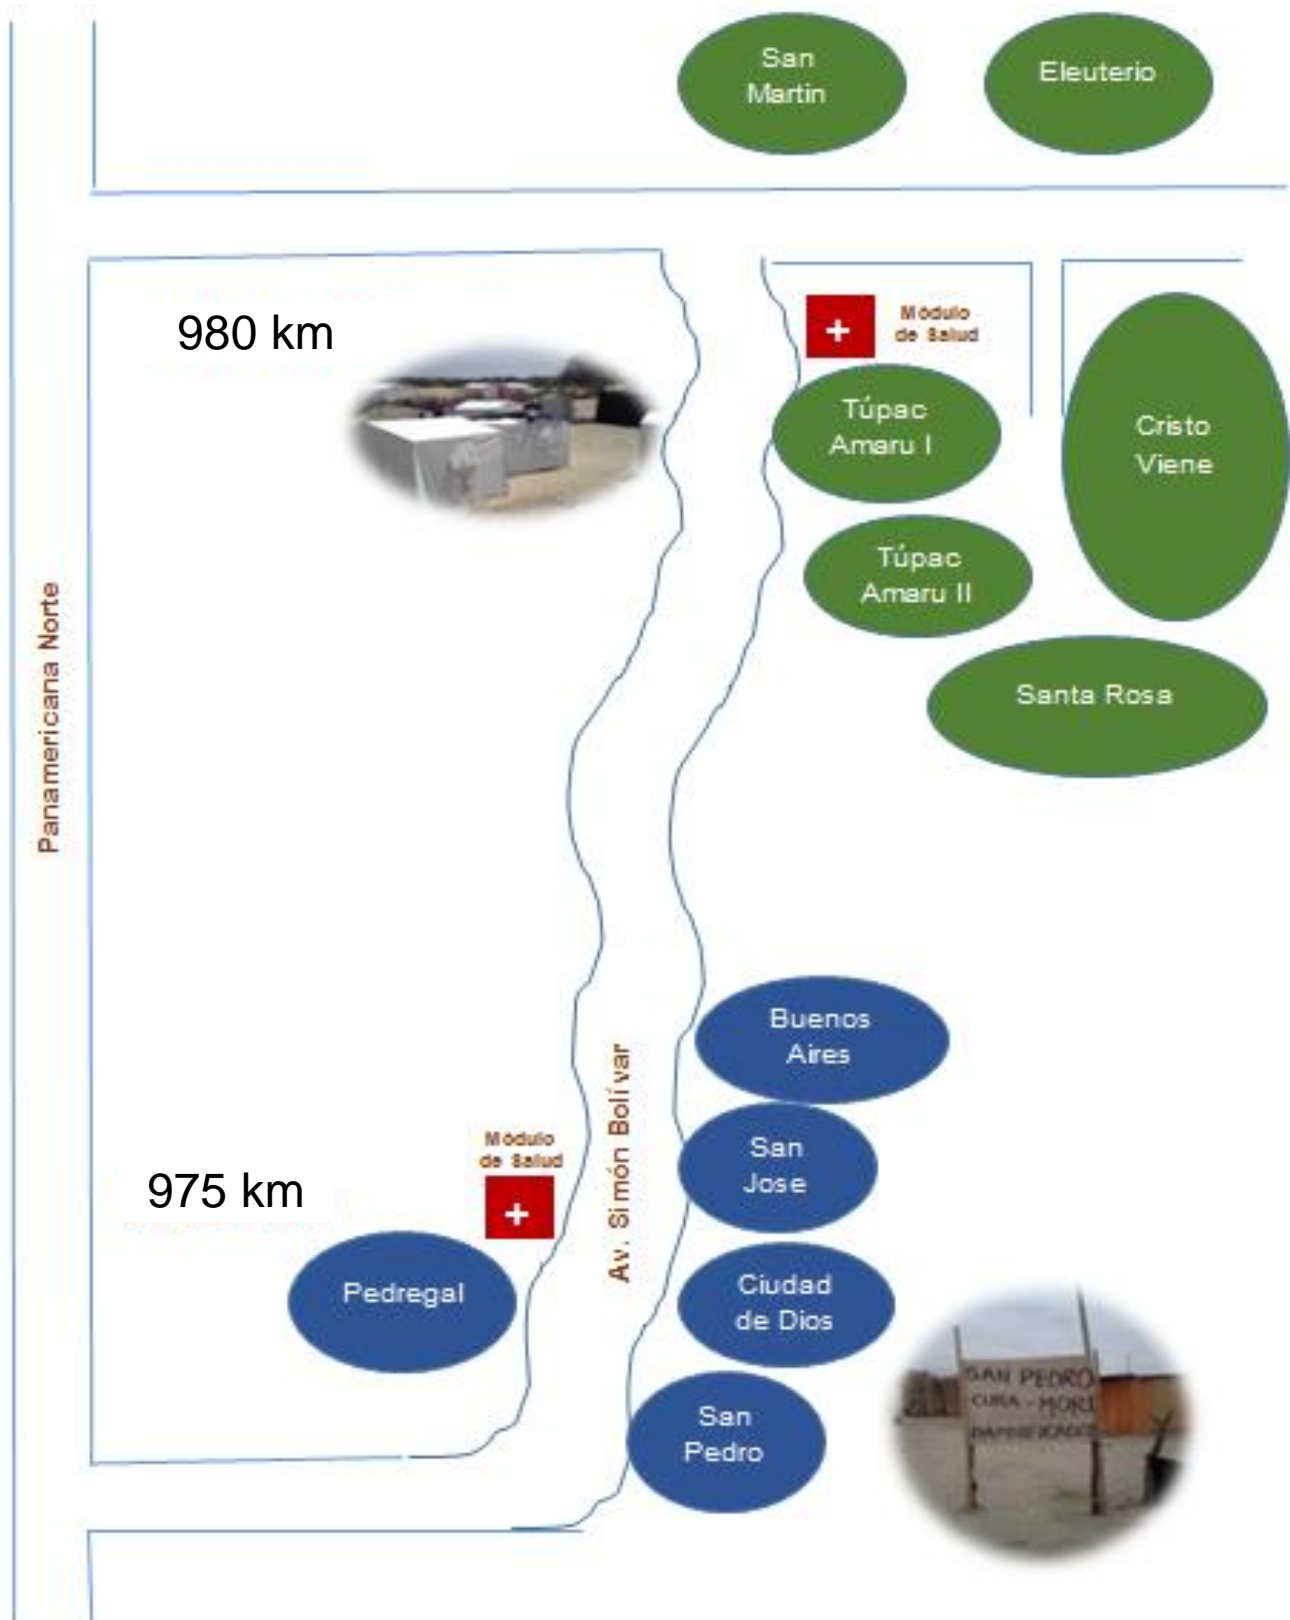 San
Martin
Eleuterio
980 km
Módulo
de Salud
Túpac
Amaru I
Cristo
Viene
Túpac
Amaru II
Santa Rosa
Panamericana Norte
Buenos
Aires
Av. Simón Bolívar
Módulo
de Salud
San
Jose
975 km
Pedregal
Ciudad
de Dios
San
Pedro
SAN PEDRO
CURA - MORI
DAMNIFICADOS